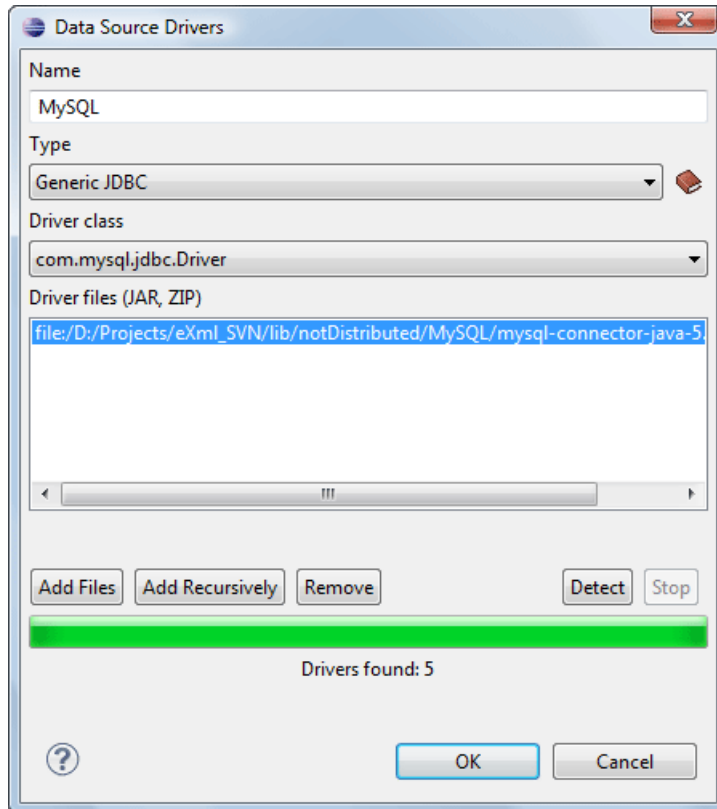 Data Source Drivers
Name
MySQL
Type
Generic JDBC
Driver class
com.mysql.jdbc.Driver
Driver files (JAR, ZIP)
file:/D:/Projects/eXml_SVN/lib/notDistributed/MySQL/mysql-connector-java-5.
Add Files Add Recursively Remove Detect Stop
Drivers found: 5
? OK Cancel